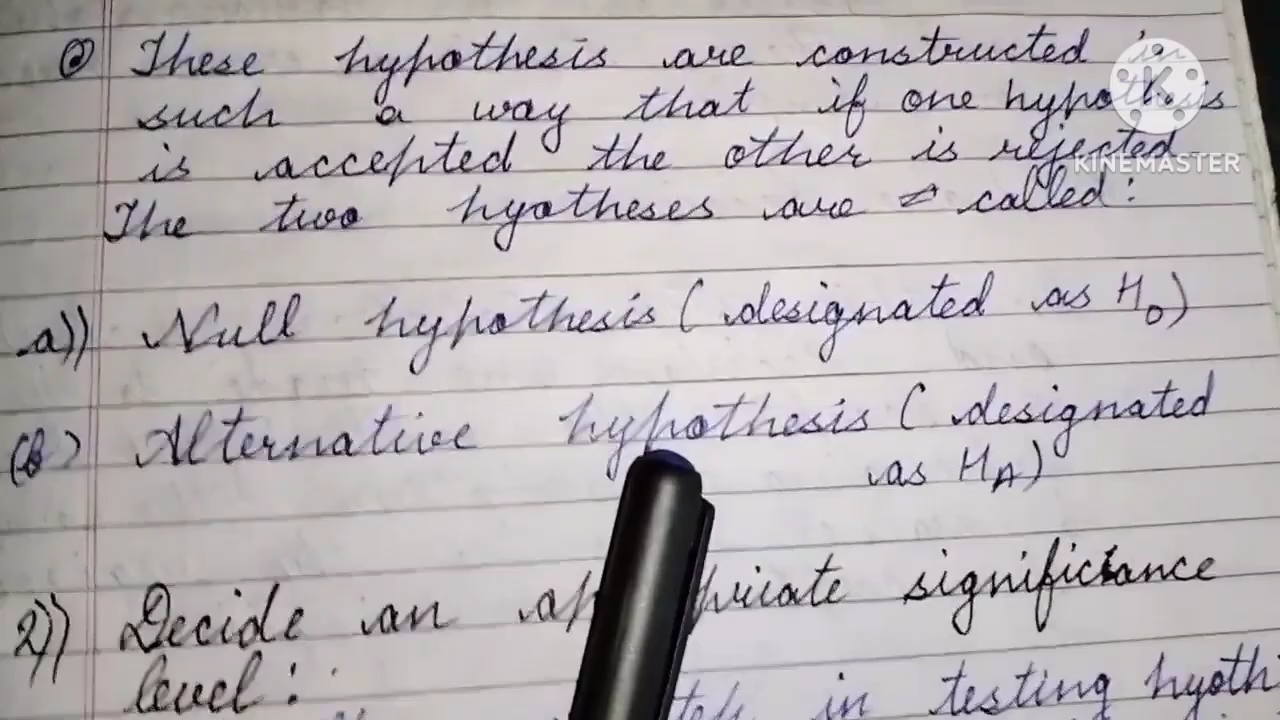 These hypothesis are constructed in
such a way that if one hypothesis
is accepted the other is rejected
The two hyotheses are called:
a)) Null hypothesis ( designated as H₀)
(b) Alternative hypothesis ( designated
as H_A)
2)) Decide an appropriate significance
level :
in testing hyoth
KINEMASTER